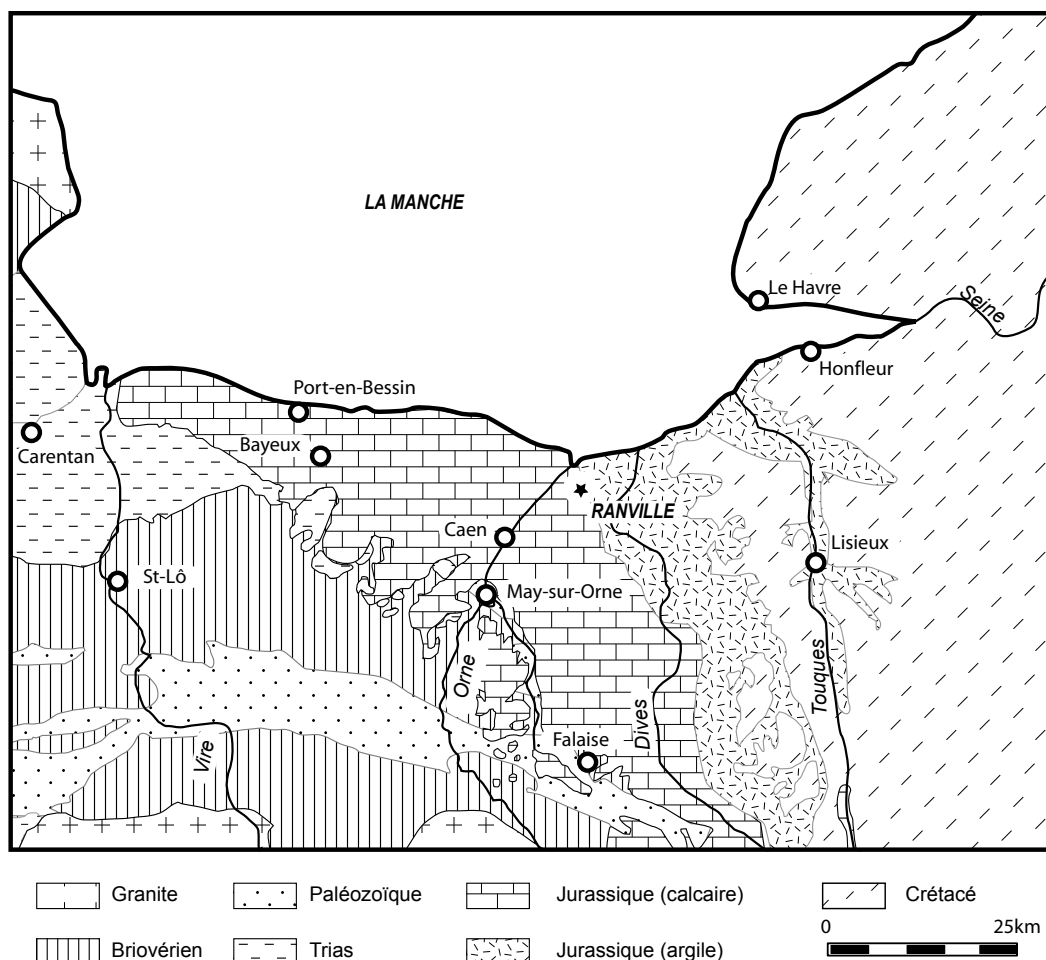 LA MANCHE
Le Havre
Seine
Honfleur
Port-en-Bessin
Carentan
Bayeux
RANVILLE
Caen
Lisieux
St-Lô
May-sur-Orne
Orne
Touques
Dives
Vire
Falaise
Granite
Paléozoïque
Jurassique (calcaire)
Crétacé
Briovérien
Trias
Jurassique (argile)
0 25km